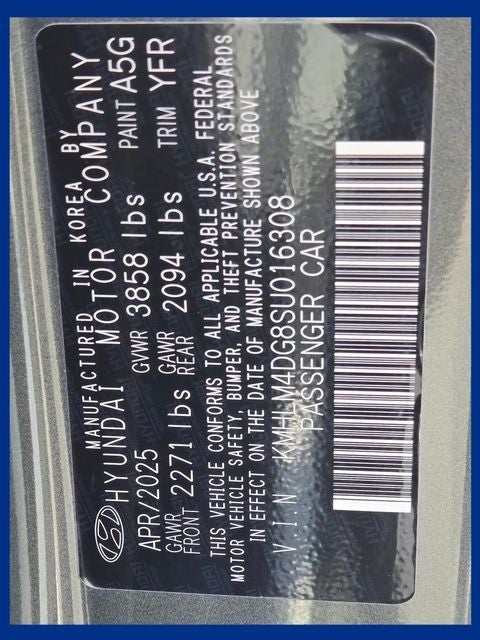 MANUFACTURED IN KOREA BY
HYUNDAI MOTOR COMPANY
APR/2025 GVWR 3858 lbs PAINT A5G
GAWR FRONT 2271 lbs GAWR REAR 2094 lbs TRIM YFR
THIS VEHICLE CONFORMS TO ALL APPLICABLE U.S.A. FEDERAL
MOTOR VEHICLE SAFETY, BUMPER, AND THEFT PREVENTION STANDARDS
IN EFFECT ON THE DATE OF MANUFACTURE SHOWN ABOVE
V.I.N KMHLM4DG8SU016308
PASSENGER CAR